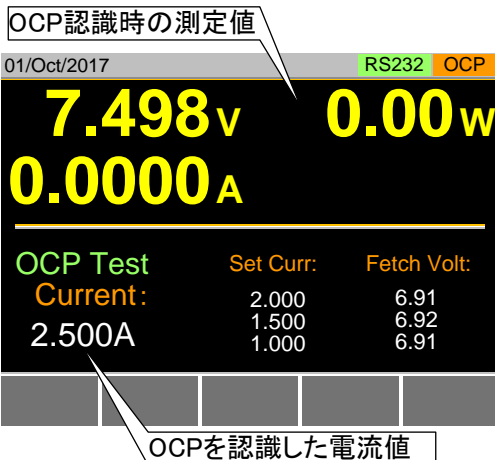 OCP認識時の測定値
01/Oct/2017 RS232 OCP
7.498V 0.00W
0.0000A
OCP Test Set Curr: Fetch Volt:
Current: 2.000 6.91
2.500A 1.500 6.92
1.000 6.91
OCPを認識した電流値